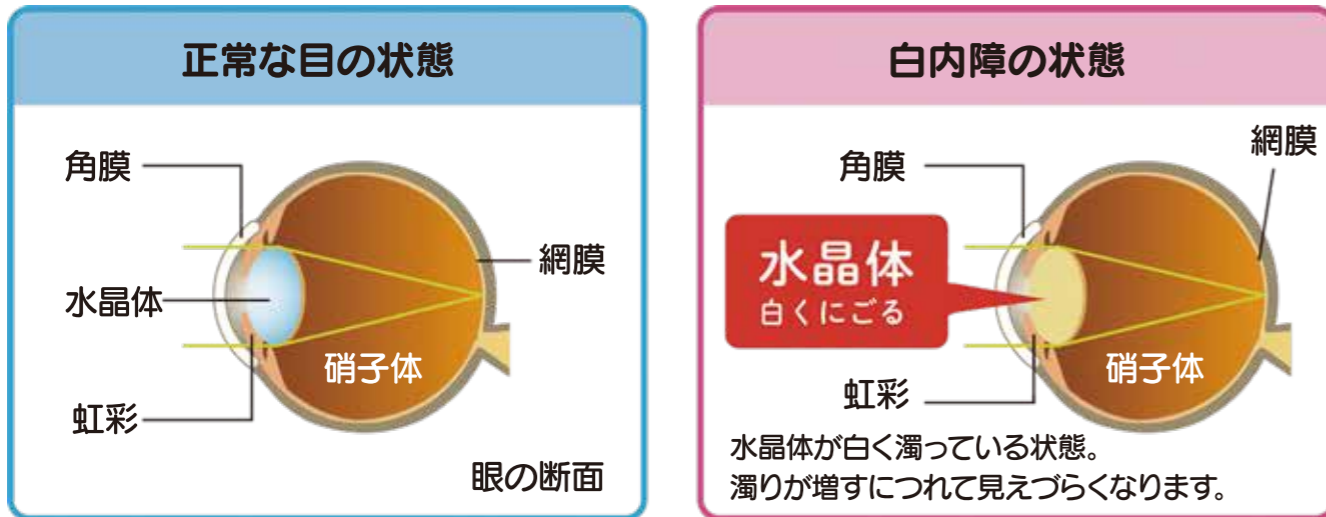 正常な目の状態
角膜
水晶体
虹彩
網膜
硝子体
眼の断面
白内障の状態
角膜
網膜
水晶体
白くにごる
硝子体
虹彩
水晶体が白く濁っている状態。
濁りが増すにつれて見えづらくなります。